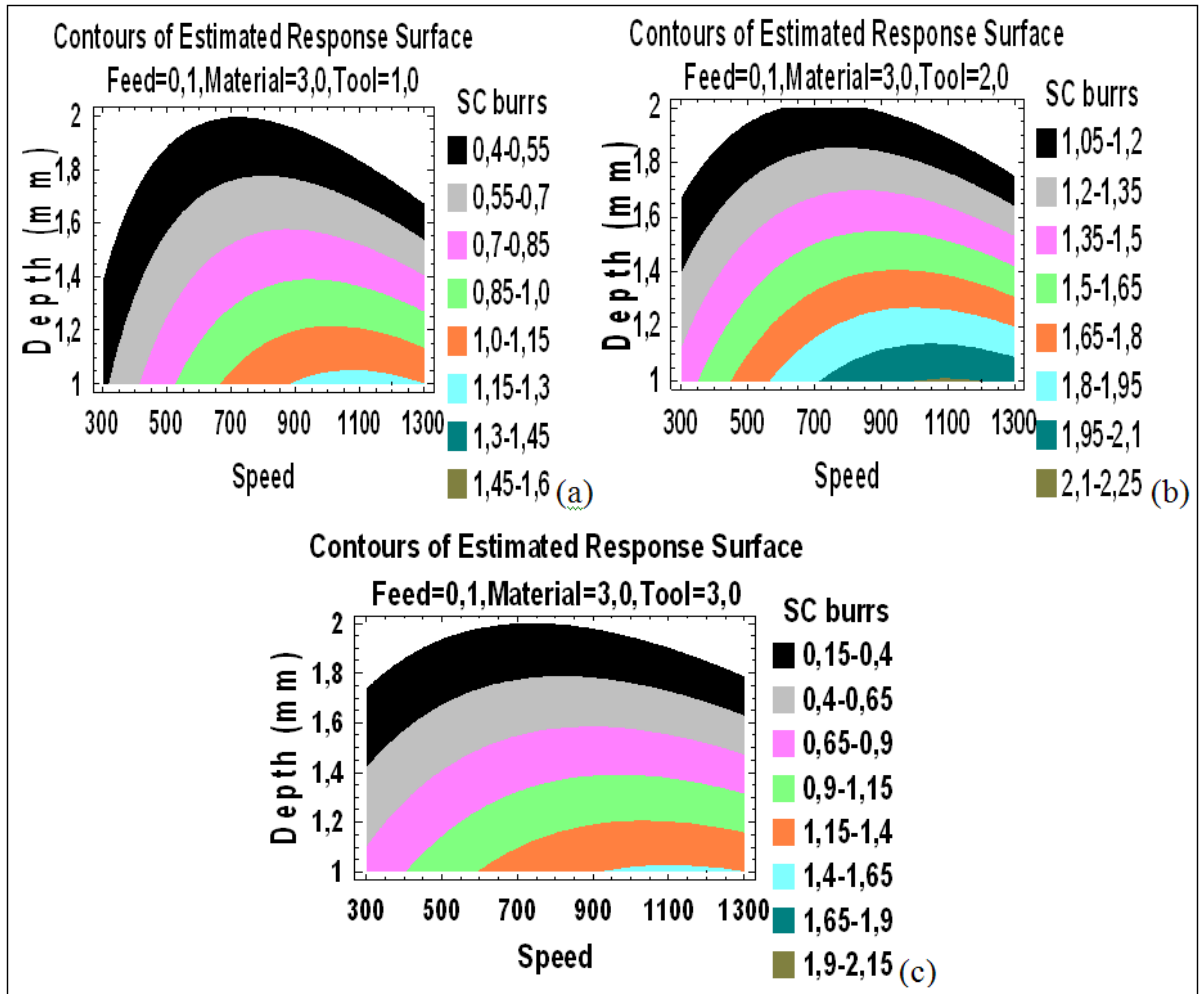 Contours of Estimated Response Surface
Feed=0,1,Material=3,0,Tool=1,0
SC burrs
0,4-0,55
0,55-0,7
0,7-0,85
0,85-1,0
1,0-1,15
1,15-1,3
1,3-1,45
1,45-1,6
(a)
Depth (mm)
2
1,8
1,6
1,4
1,2
1
300 500 700 900 1100 1300
Speed
Contours of Estimated Response Surface
Feed=0,1,Material=3,0,Tool=2,0
SC burrs
1,05-1,2
1,2-1,35
1,35-1,5
1,5-1,65
1,65-1,8
1,8-1,95
1,95-2,1
2,1-2,25
(b)
Depth (mm)
2
1,8
1,6
1,4
1,2
1
300 500 700 900 1100 1300
Speed
Contours of Estimated Response Surface
Feed=0,1,Material=3,0,Tool=3,0
SC burrs
0,15-0,4
0,4-0,65
0,65-0,9
0,9-1,15
1,15-1,4
1,4-1,65
1,65-1,9
1,9-2,15
(c)
Depth (mm)
2
1,8
1,6
1,4
1,2
1
300 500 700 900 1100 1300
Speed